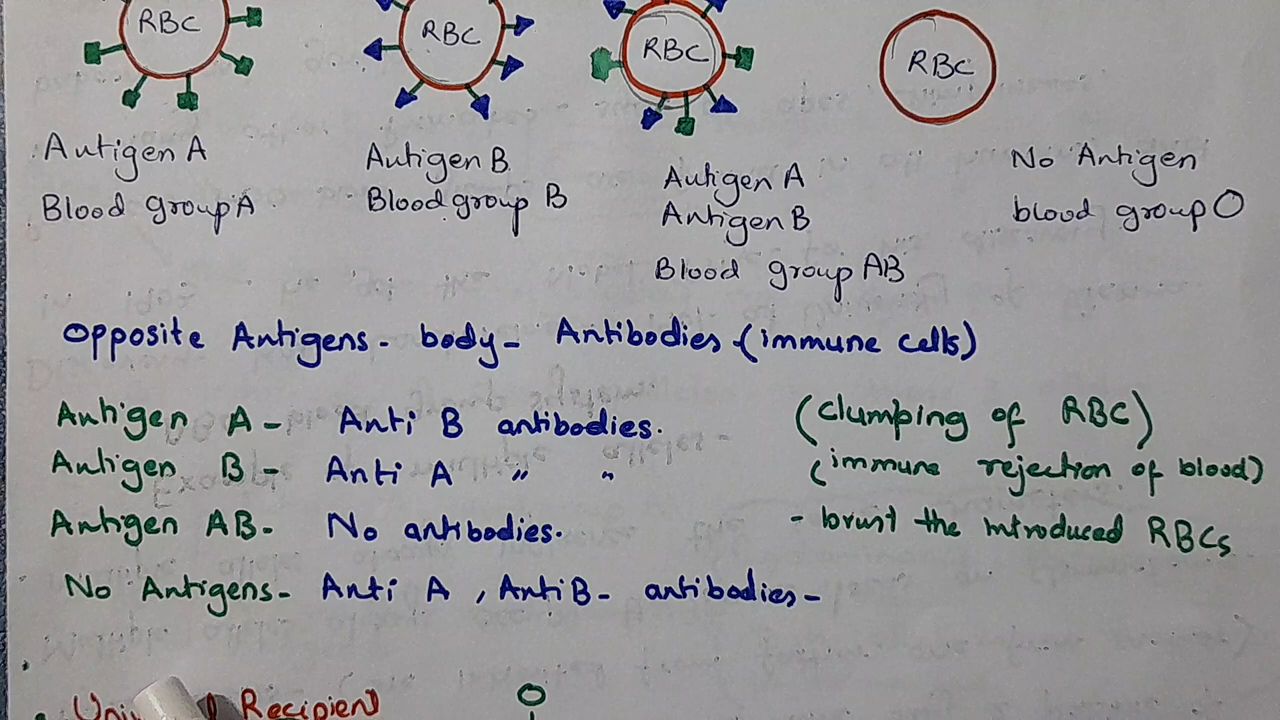 RBC
RBC
RBC
RBC
Antigen A
Blood group A
Antigen B
Blood group B
Antigen A
Antigen B
Blood group AB
No Antigen
blood group O
Opposite Antigens - body - Antibodies - (immune cells)
Antigen A - Anti B antibodies.
(Clumping of RBC)
Antigen B - Anti A " "
(immune rejection of blood)
Antigen AB - No antibodies.
- brust the introduced RBCs
No Antigens - Anti A , Anti B - antibodies -
Recipient